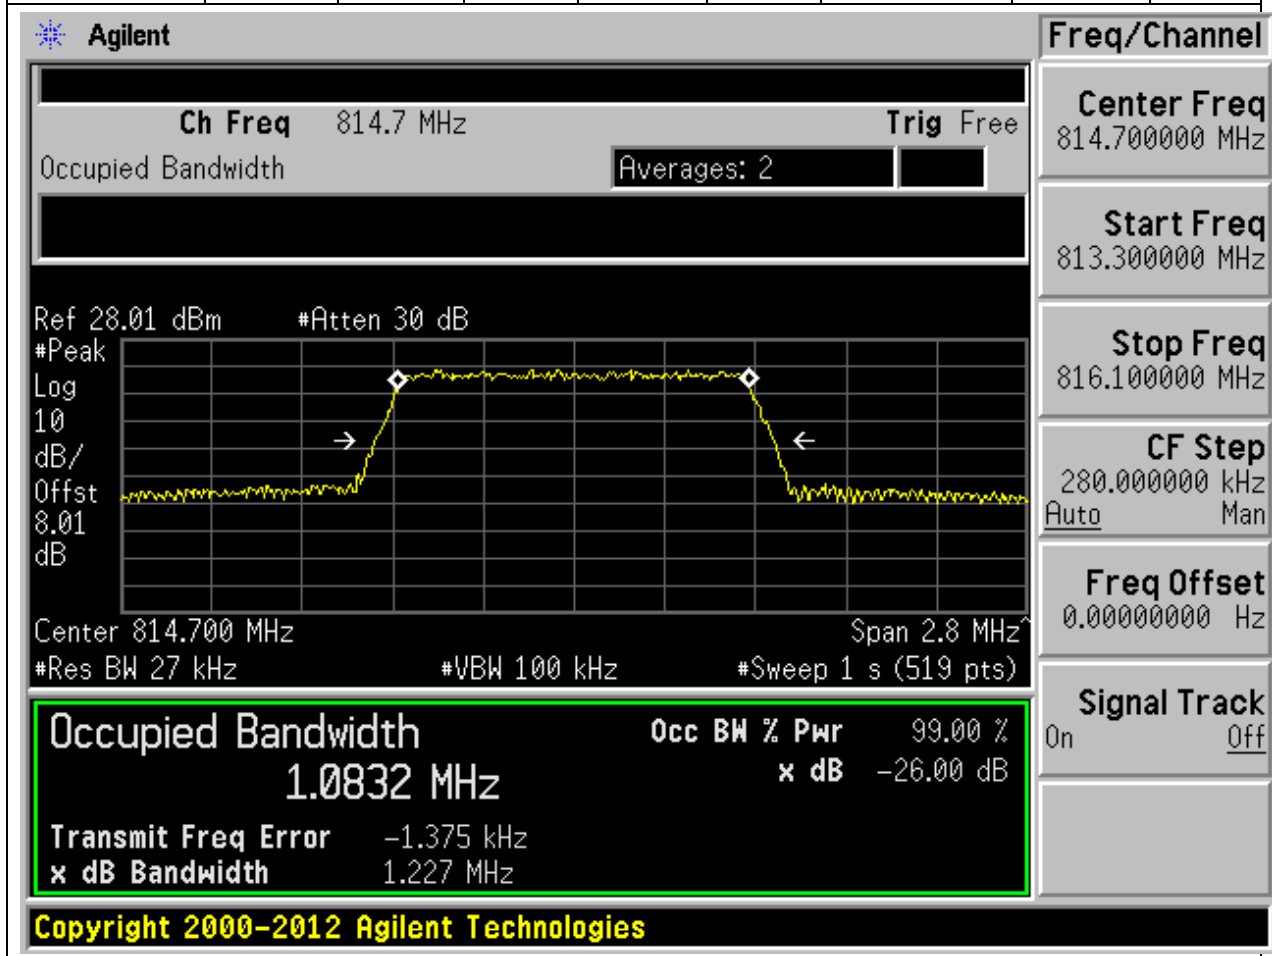 Agilent
Freq/Channel
Ch Freq 814.7 MHz Trig Free
Occupied Bandwidth Averages: 2
Center Freq
814.700000 MHz
Start Freq
813.300000 MHz
Stop Freq
816.100000 MHz
CF Step
280.000000 kHz
Auto Man
Freq Offset
0.00000000 Hz
Signal Track
On Off
Ref 28.01 dBm #Atten 30 dB
#Peak
Log
10
dB/
Offst
8.01
dB
Center 814.700 MHz Span 2.8 MHz^
#Res BW 27 kHz #VBW 100 kHz #Sweep 1 s (519 pts)
Occupied Bandwidth Occ BW % Pwr 99.00 %
1.0832 MHz x dB -26.00 dB
Transmit Freq Error -1.375 kHz
x dB Bandwidth 1.227 MHz
Copyright 2000-2012 Agilent Technologies